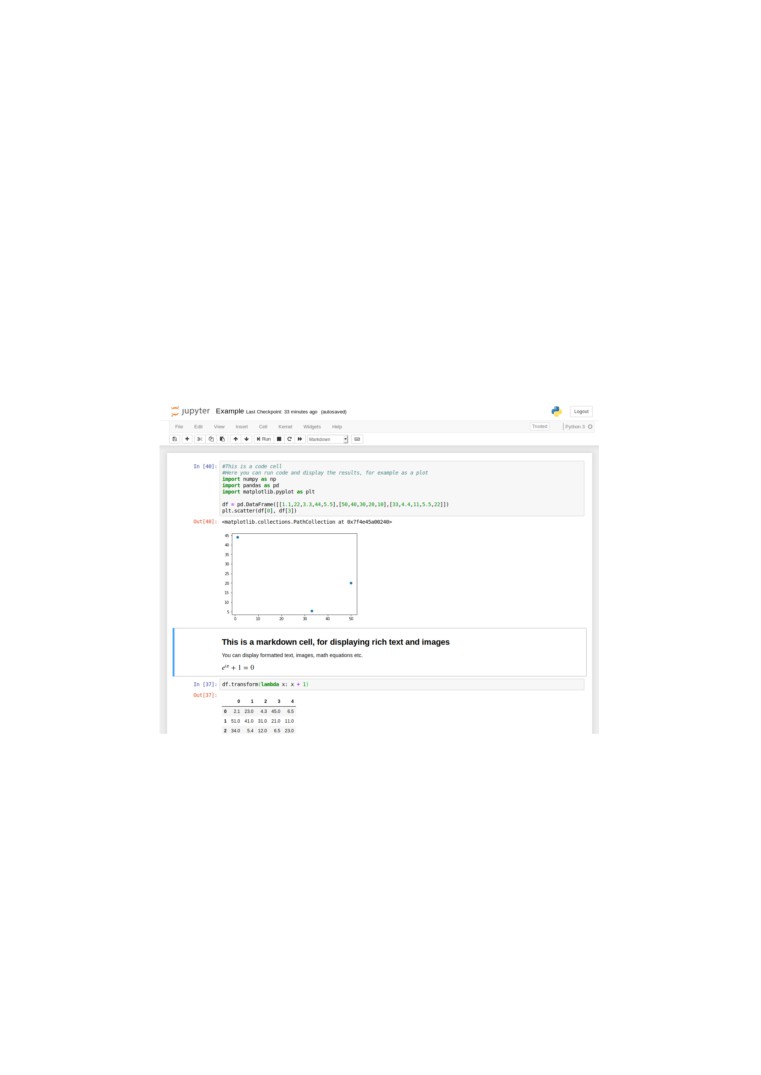 jupyter Example Last Checkpoint: 33 minutes ago (autosaved) Logout
File Edit View Insert Cell Kernel Widgets Help Trusted Python 3
Run Markdown
In [40]: #This is a code cell
#Here you can run code and display the results, for example as a plot
import numpy as np
import pandas as pd
import matplotlib.pyplot as plt
df = pd.DataFrame([[1.1,22,3.3,44,5.5],[50,40,30,20,10],[33,4.4,11,5.5,22]])
plt.scatter(df[0], df[3])
Out[40]: <matplotlib.collections.PathCollection at 0x7f4e45a00240>
45
40
35
30
25
20
15
10
5
0 10 20 30 40 50
This is a markdown cell, for displaying rich text and images
You can display formatted text, images, math equations etc.
e^{iπ} + 1 = 0
In [37]: df.transform(lambda x: x + 1)
Out[37]:
0 1 2 3 4
0 2.1 23.0 4.3 45.0 6.5
1 51.0 41.0 31.0 21.0 11.0
2 34.0 5.4 12.0 6.5 23.0